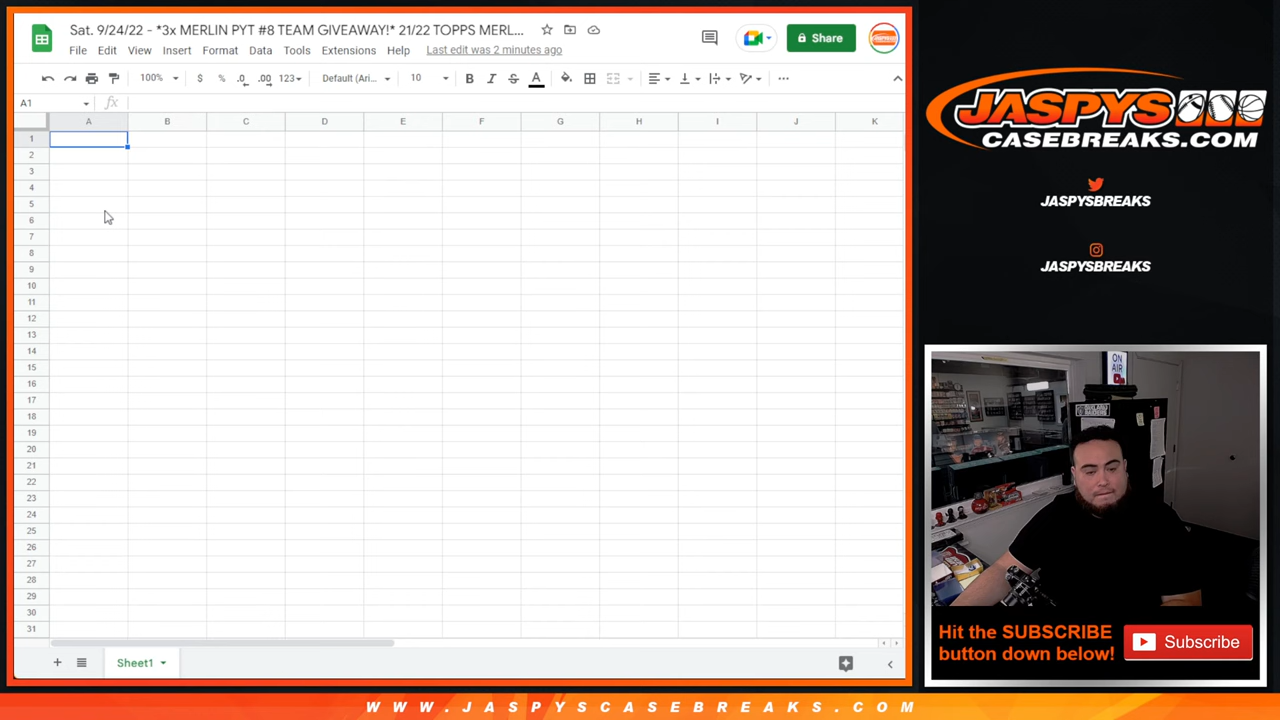 Sat. 9/24/22 - *3x MERLIN PYT #8 TEAM GIVEAWAY!* 21/22 TOPPS MERL...
File Edit View Insert Format Data Tools Extensions Help Last edit was 2 minutes ago
Share
100% $ % .0 .00 123 Default (Ari... 10 B I S A
A1 fx
A B C D E F G H I J K
1
2
3
4
5
6
7
8
9
10
11
12
13
14
15
16
17
18
19
20
21
22
23
24
25
26
27
28
29
30
31
Sheet1
JASPYS
CASEBREAKS.COM
JASPYSBREAKS
JASPYSBREAKS
ON
AIR
Hit the SUBSCRIBE
button down below!
Subscribe
WWW.JASPYSCASEBREAKS.COM